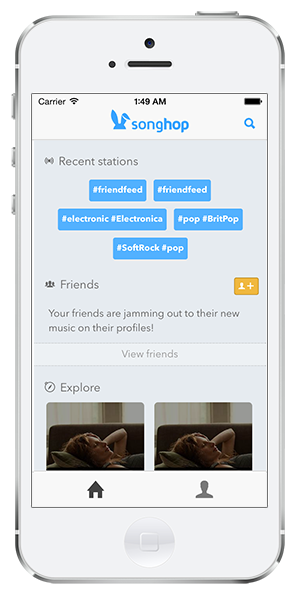 Carrier 1:49 AM
songhop
Recent stations
#friendfeed #friendfeed
#electronic #Electronica #pop #BritPop
#SoftRock #pop
Friends
Your friends are jamming out to their new
music on their profiles!
View friends
Explore